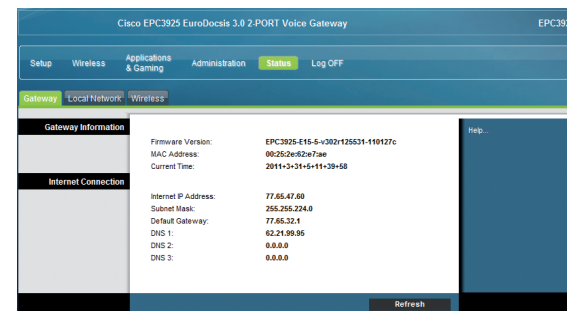 Cisco EPC3925 EuroDocsis 3.0 2-PORT Voice Gateway EPC39
Setup Wireless Applications & Gaming Administration Status Log OFF
Gateway Local Network Wireless
Gateway Information
Help...
Firmware Version: EPC3925-E15-5-v302r125531-110127c
MAC Address: 00:25:2e:62:e7:ae
Current Time: 2011+3+31+5+11+39+58
Internet Connection
Internet IP Address: 77.65.47.60
Subnet Mask: 255.255.224.0
Default Gateway: 77.65.32.1
DNS 1: 62.21.99.95
DNS 2: 0.0.0.0
DNS 3: 0.0.0.0
Refresh